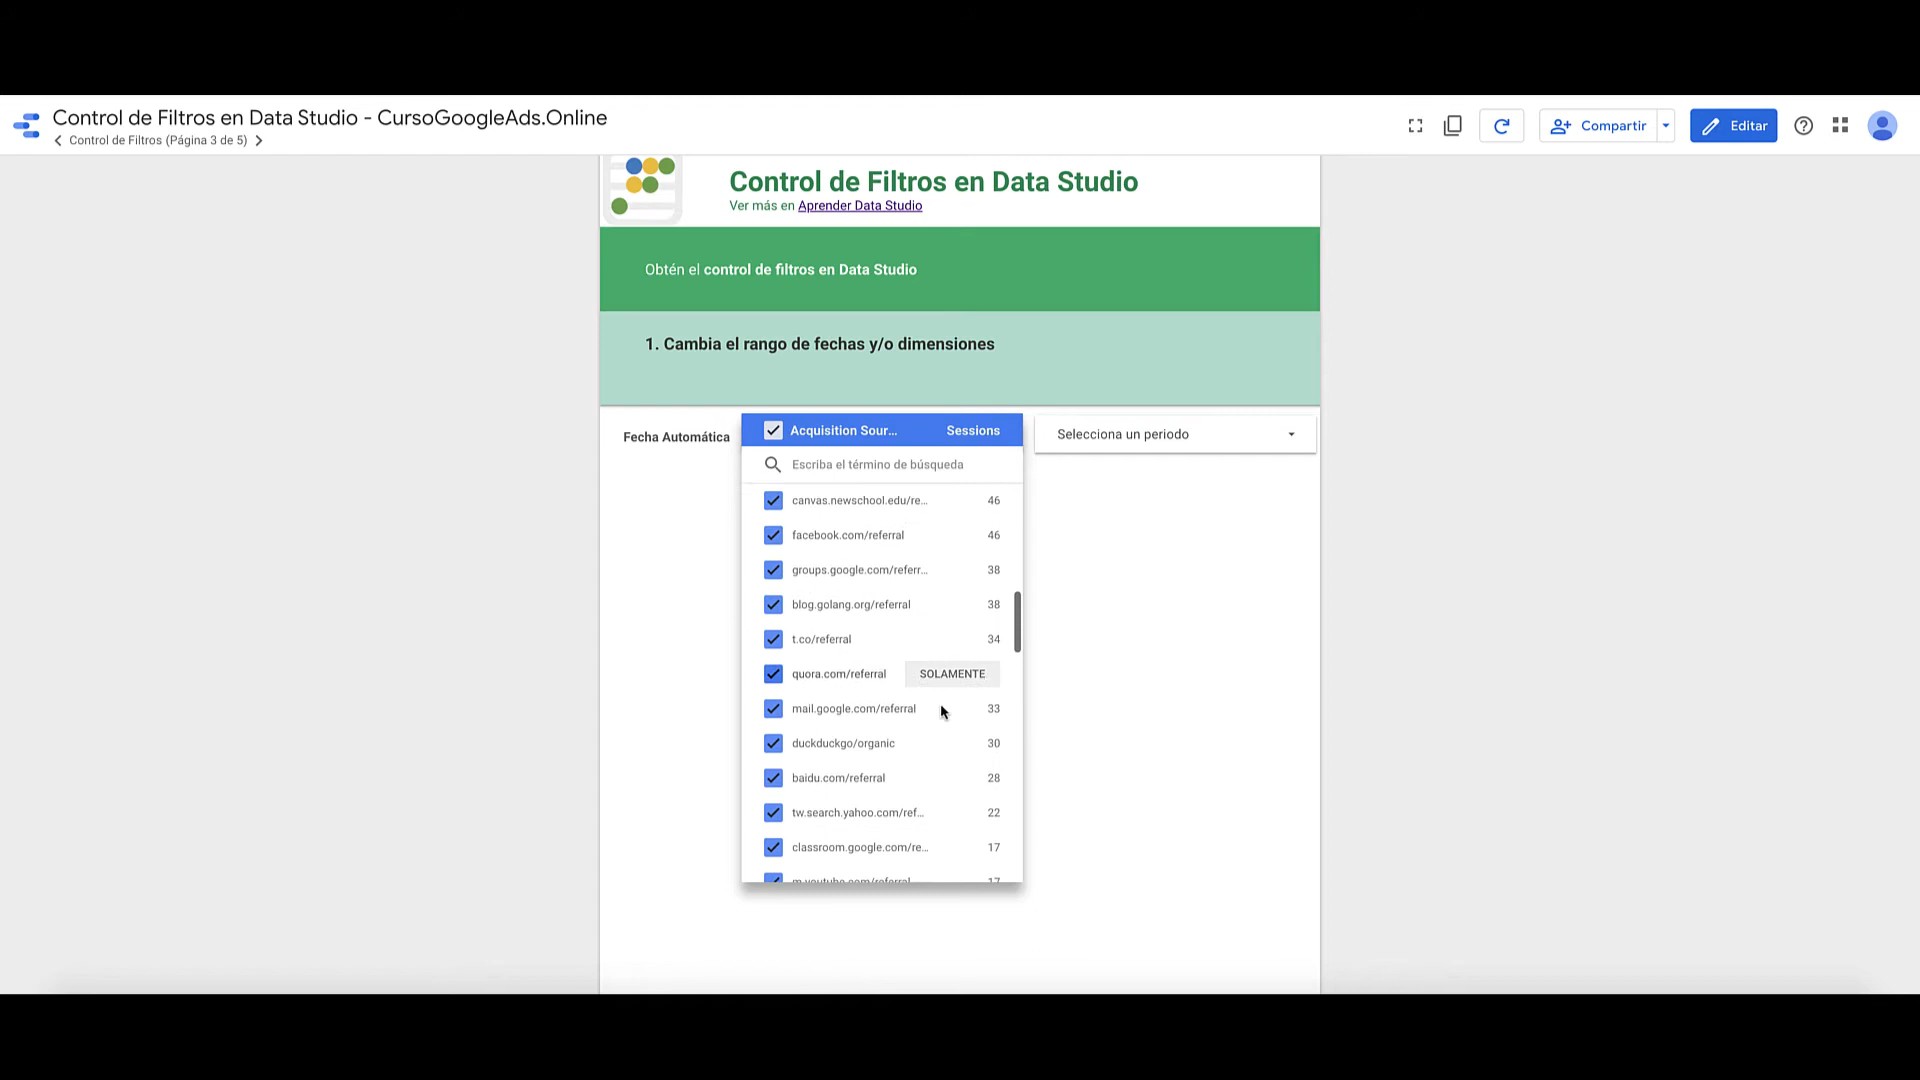 Control de Filtros en Data Studio - CursoGoogleAds.Online
Control de Filtros (Página 3 de 5)
Compartir
Editar
Control de Filtros en Data Studio
Ver más en Aprender Data Studio
Obtén el control de filtros en Data Studio
1. Cambia el rango de fechas y/o dimensiones
Fecha Automática
Acquisition Sour... Sessions
Selecciona un periodo
Escriba el término de búsqueda
canvas.newschool.edu/re... 46
facebook.com/referral 46
groups.google.com/referr... 38
blog.golang.org/referral 38
t.co/referral 34
quora.com/referral SOLAMENTE
mail.google.com/referral 33
duckduckgo/organic 30
baidu.com/referral 28
tw.search.yahoo.com/ref... 22
classroom.google.com/re... 17
m.youtube.com/referral 17